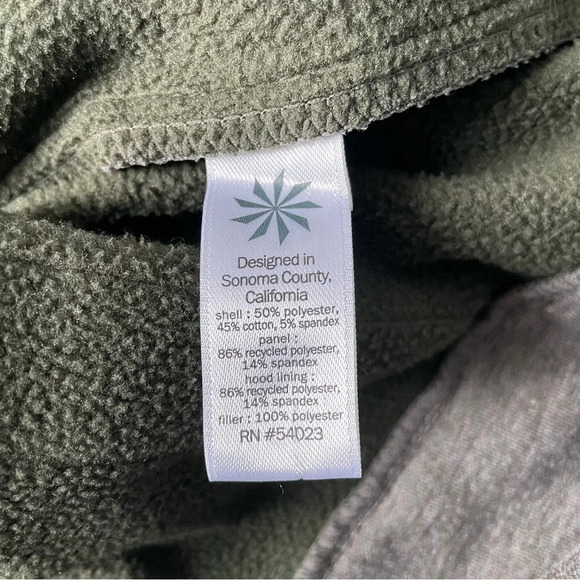 Designed in
Sonoma County,
California
shell : 50% polyester,
45% cotton, 5% spandex
panel :
86% recycled polyester,
14% spandex
hood lining :
86% recycled polyester,
14% spandex
filler : 100% polyester
RN #54023